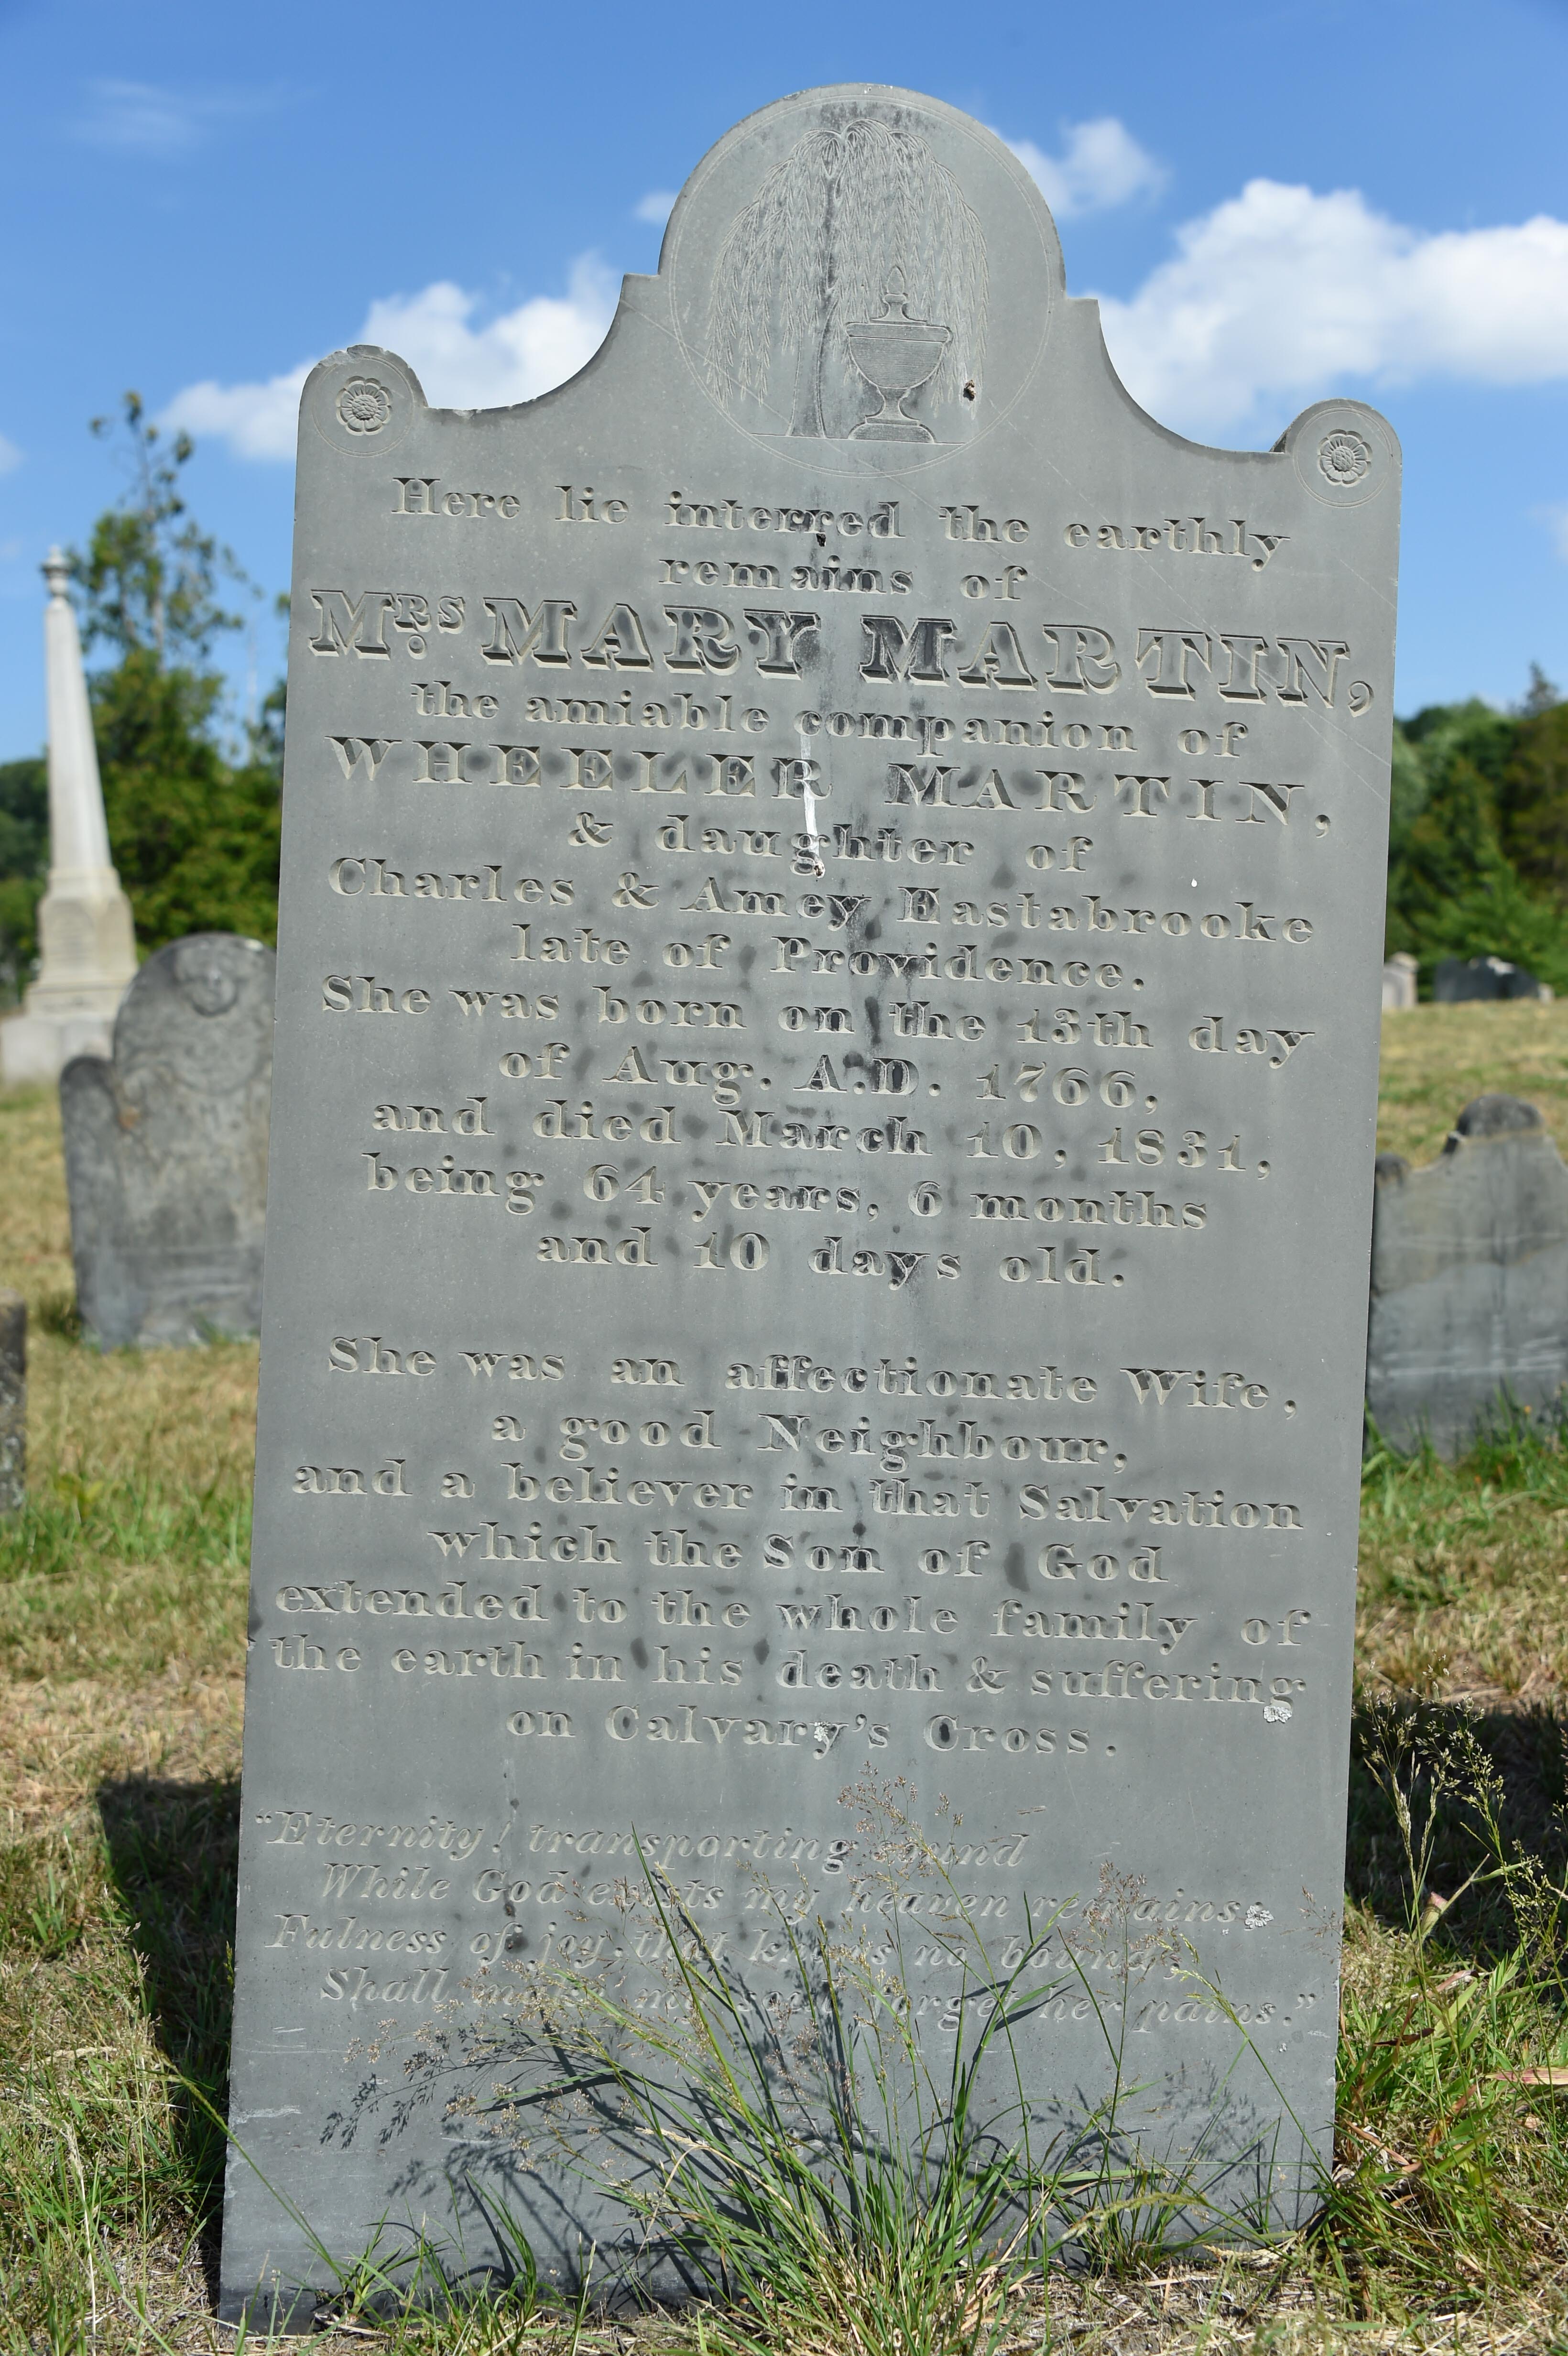 Here lie interred the earthly
remains of
Mrs. MARY MARTIN,
the amiable companion of
WHEELER MARTIN,
& daughter of
Charles & Amey Eastabrooke
late of Providence.
She was born on the 13th day
of Aug. A.D. 1766,
and died March 10, 1831,
being 64 years, 6 months
and 10 days old.
She was an affectionate Wife,
a good Neighbour,
and a believer in that Salvation
which the Son of God
extended to the whole family of
the earth in his death & suffering
on Calvary's Cross.
"Eternity! transporting sound
While God exists my heaven remains;
Fulness of joy, that knows no bounds,
Shall make my soul forget her pains."